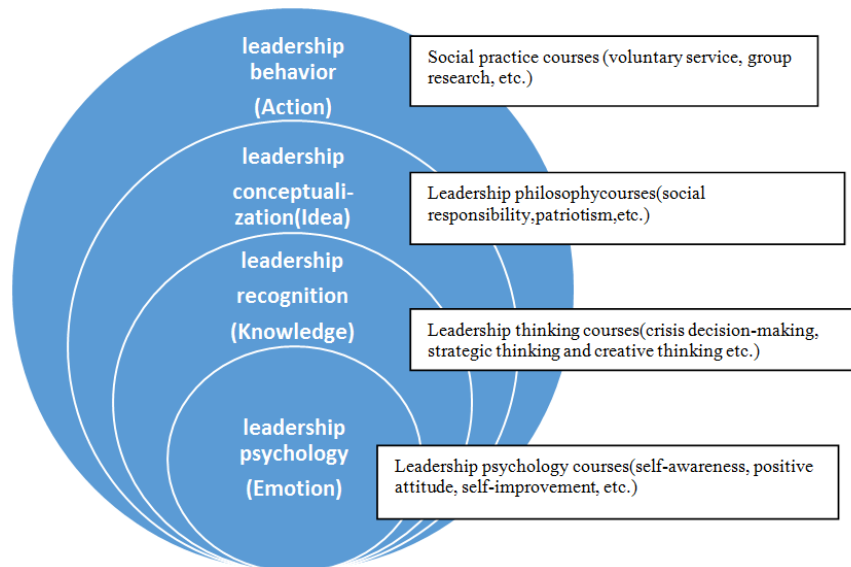 leadership
behavior
(Action)
Social practice courses (voluntary service, group
research, etc.)
leadership
conceptuali-
zation(Idea)
Leadership philosophycourses(social
responsibility,patriotism,etc.)
leadership
recognition
(Knowledge)
Leadership thinking courses(crisis decision-making,
strategic thinking and creative thinking etc.)
leadership
psychology
(Emotion)
Leadership psychology courses(self-awareness, positive
attitude, self-improvement, etc.)